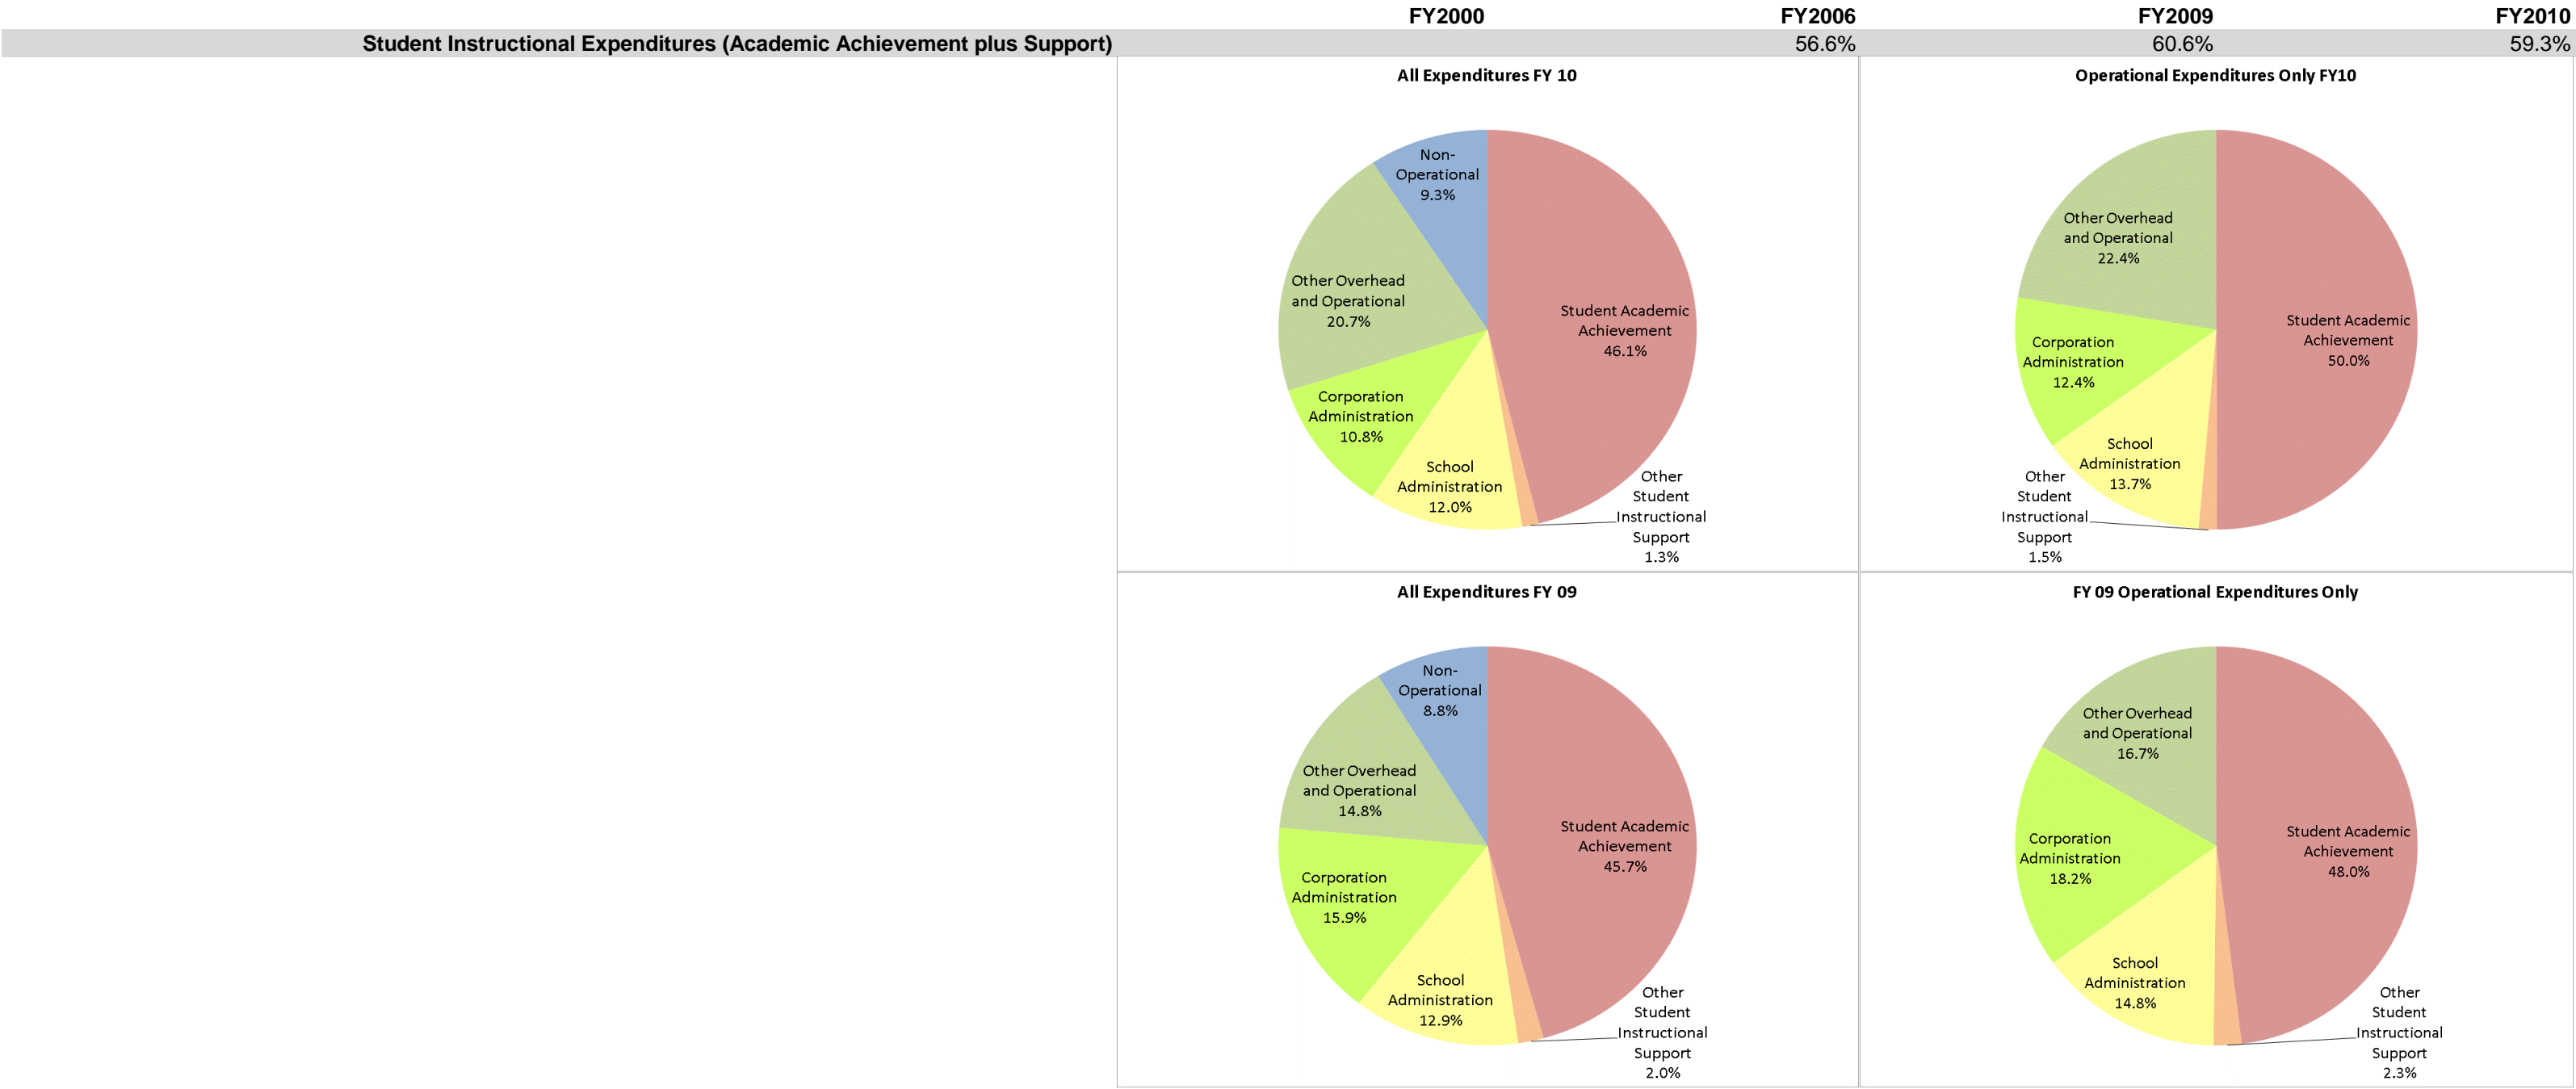 FY2000 FY2006 FY2009 FY2010
Student Instructional Expenditures (Academic Achievement plus Support) 56.6% 60.6% 59.3%
All Expenditures FY 10
Non-
Operational
9.3%
Other Overhead
and Operational
20.7%
Student Academic
Achievement
46.1%
Corporation
Administration
10.8%
School
Administration
12.0%
Other
Student
Instructional
Support
1.3%
Operational Expenditures Only FY10
Other Overhead
and Operational
22.4%
Student Academic
Achievement
50.0%
Corporation
Administration
12.4%
School
Administration
13.7%
Other
Student
Instructional
Support
1.5%
All Expenditures FY 09
Non-
Operational
8.8%
Other Overhead
and Operational
14.8%
Student Academic
Achievement
45.7%
Corporation
Administration
15.9%
School
Administration
12.9%
Other
Student
Instructional
Support
2.0%
FY 09 Operational Expenditures Only
Other Overhead
and Operational
16.7%
Student Academic
Achievement
48.0%
Corporation
Administration
18.2%
School
Administration
14.8%
Other
Student
Instructional
Support
2.3%